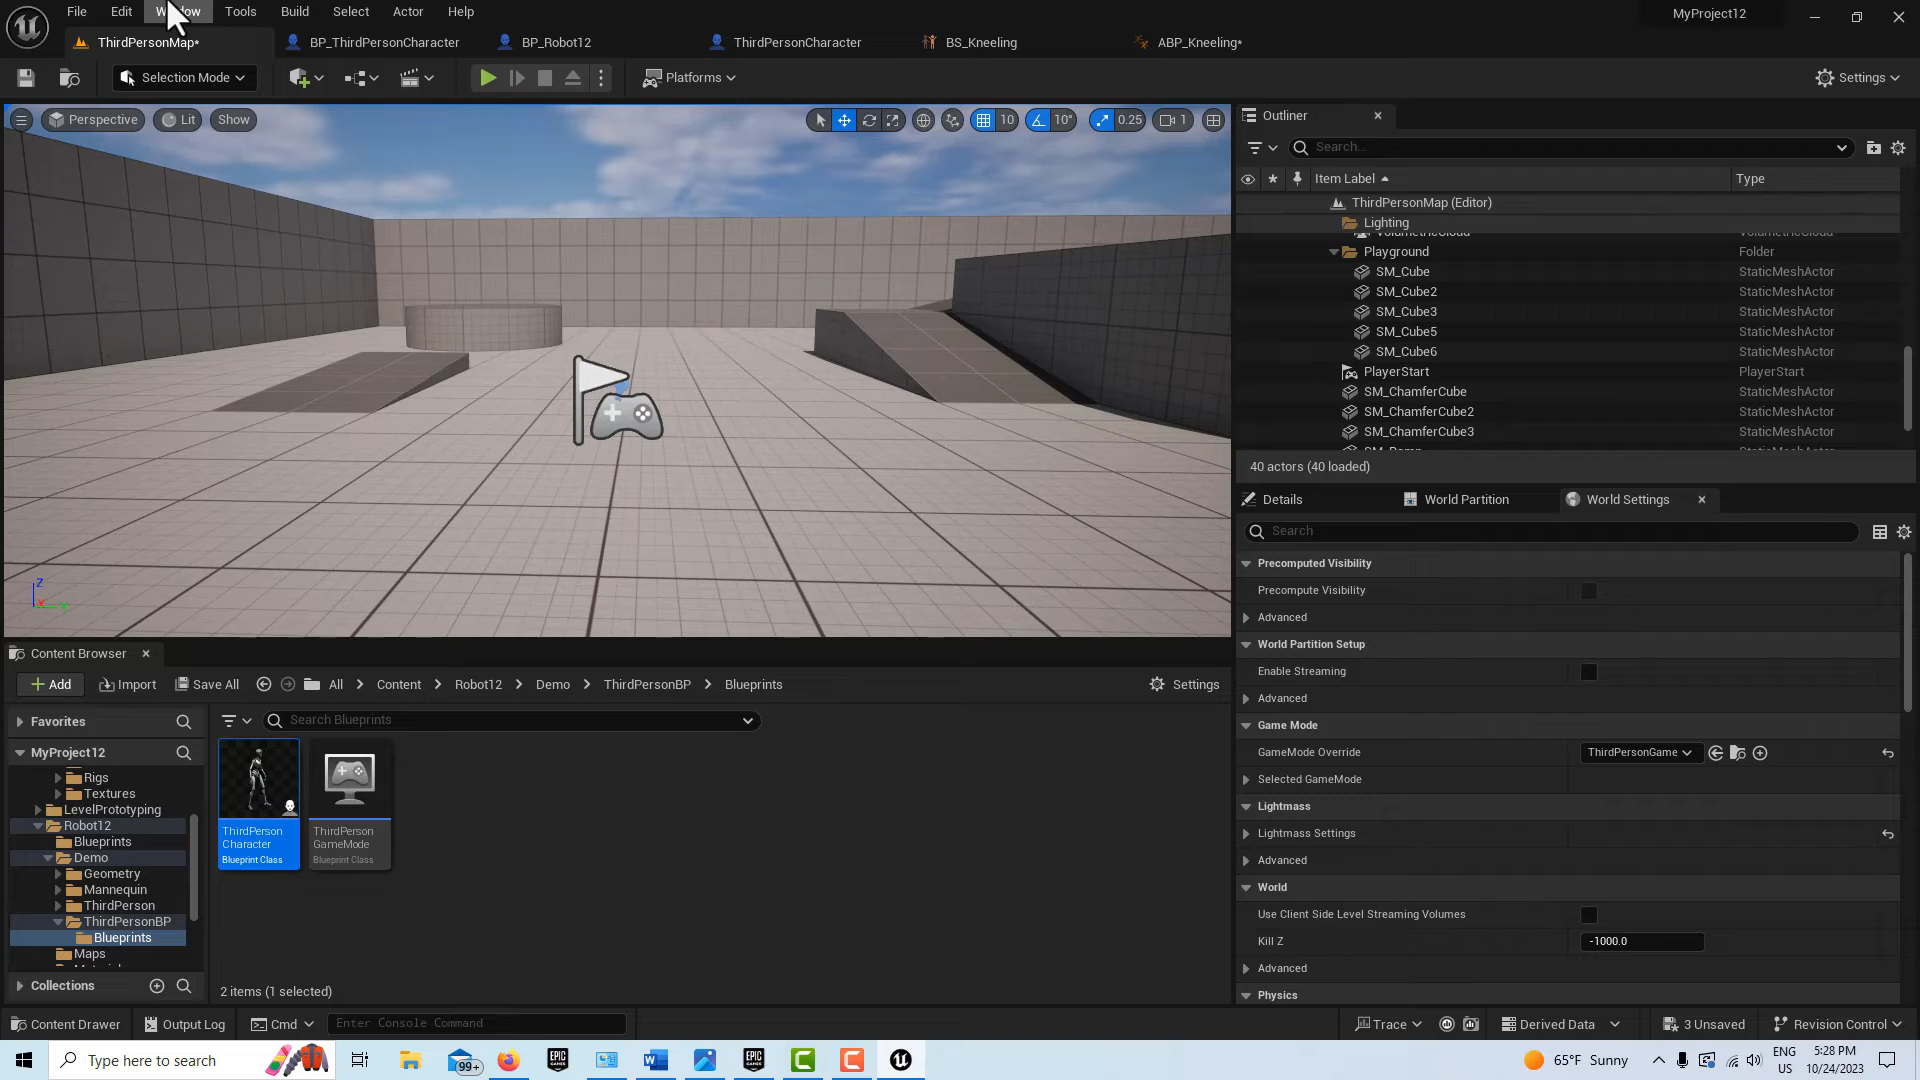 File Edit Window Tools Build Select Actor Help
MyProject12
ThirdPersonMap* BP_ThirdPersonCharacter BP_Robot12 ThirdPersonCharacter BS_Kneeling ABP_Kneeling*
Selection Mode Platforms Settings
Perspective Lit Show 10 10° 0.25 1
Outliner
Search...
Item Label Type
ThirdPersonMap (Editor)
Lighting
VolumetricCloud VolumetricCloud
Playground Folder
SM_Cube StaticMeshActor
SM_Cube2 StaticMeshActor
SM_Cube3 StaticMeshActor
SM_Cube5 StaticMeshActor
SM_Cube6 StaticMeshActor
PlayerStart PlayerStart
SM_ChamferCube StaticMeshActor
SM_ChamferCube2 StaticMeshActor
SM_ChamferCube3 StaticMeshActor
40 actors (40 loaded)
Details World Partition World Settings
Search
Precomputed Visibility
Precompute Visibility
Advanced
World Partition Setup
Enable Streaming
Advanced
Game Mode
GameMode Override ThirdPersonGame
Selected GameMode
Lightmass
Lightmass Settings
Advanced
World
Use Client Side Level Streaming Volumes
Kill Z -1000.0
Advanced
Physics
Z
Content Browser
Add Import Save All All Content Robot12 Demo ThirdPersonBP Blueprints Settings
Favorites
Search Blueprints
MyProject12
Rigs
Textures
LevelPrototyping
Robot12
Blueprints
Demo
Geometry
Mannequin
ThirdPerson
ThirdPersonBP
Blueprints
Maps
Collections
ThirdPerson
Character
Blueprint Class
ThirdPerson
GameMode
Blueprint Class
2 items (1 selected)
Content Drawer Output Log Cmd Enter Console Command Trace Derived Data 3 Unsaved Revision Control
Type here to search 99+ EPIC GAMES EPIC GAMES 65°F Sunny ENG US 5:28 PM 10/24/2023